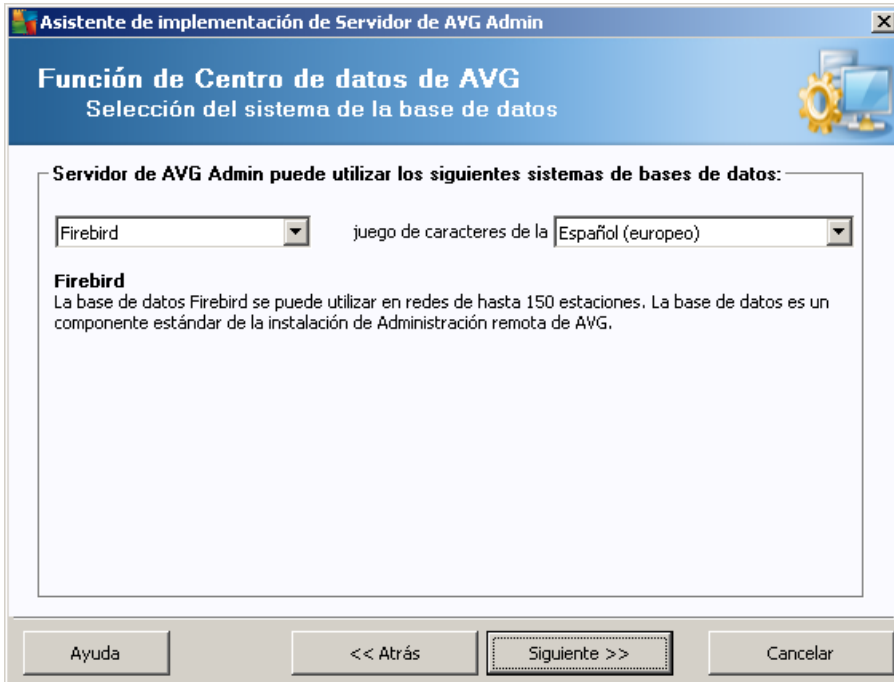 Asistente de implementación de Servidor de AVG Admin
Función de Centro de datos de AVG
Selección del sistema de la base de datos
Servidor de AVG Admin puede utilizar los siguientes sistemas de bases de datos:
Firebird juego de caracteres de la Español (europeo)
Firebird
La base de datos Firebird se puede utilizar en redes de hasta 150 estaciones. La base de datos es un
componente estándar de la instalación de Administración remota de AVG.
Ayuda << Atrás Siguiente >> Cancelar